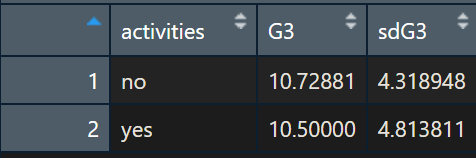 activities G3 sdG3
1 no 10.72881 4.318948
2 yes 10.50000 4.813811